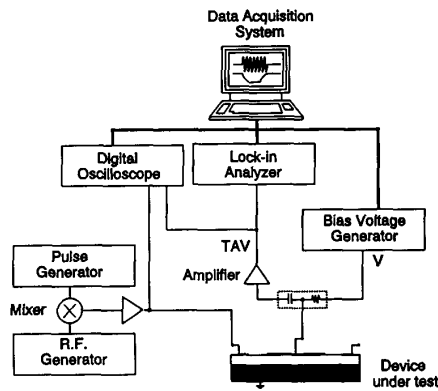 Data Acquisition
System
Digital
Oscilloscope
Lock-in
Analyzer
Bias Voltage
Generator
TAV
V
Pulse
Generator
Amplifier
Mixer
R.F.
Generator
Device
under test